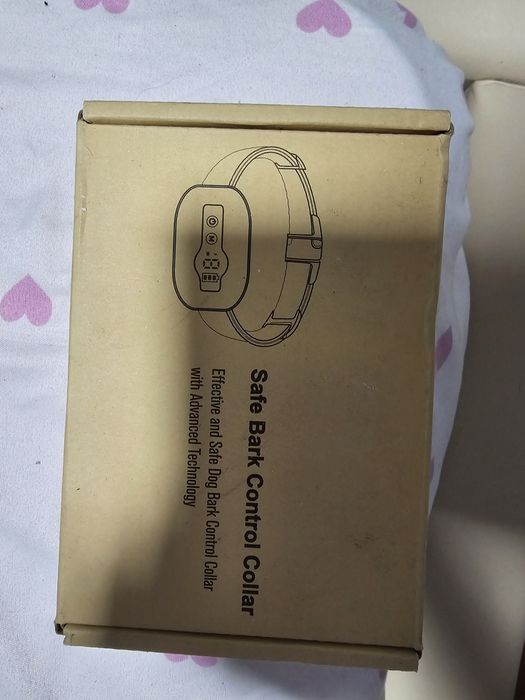 Safe Bark Control Collar
Effective and Safe Dog Bark Control Collar
with Advanced Technology